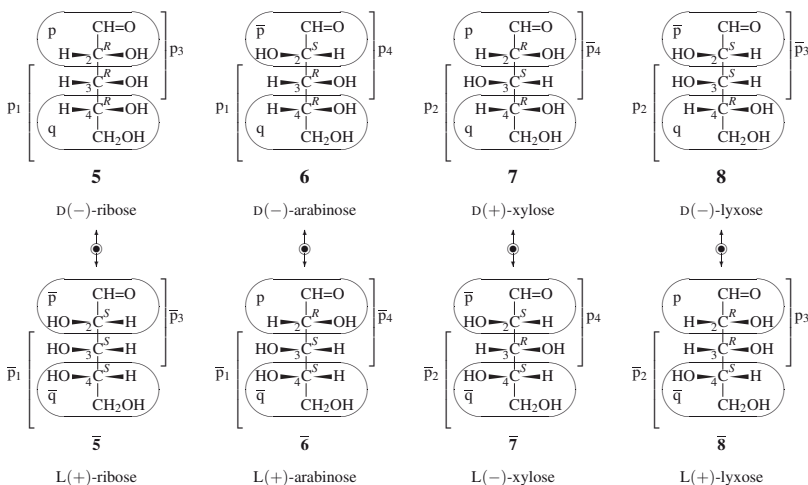 p CH=O
H 2 C R OH p₃
p₁ H 3 C R OH
H 4 C R OH
q CH₂OH
5
D(−)-ribose
p̅ CH=O
HO 2 C S H p₄
p₁ H 3 C R OH
H 4 C R OH
q CH₂OH
6
D(−)-arabinose
p CH=O
H 2 C R OH p̅₄
p₂ HO 3 C S H
H 4 C R OH
q CH₂OH
7
D(+)-xylose
p̅ CH=O
HO 2 C S H p̅₃
p₂ HO 3 C S H
H 4 C R OH
q CH₂OH
8
D(−)-lyxose
p̅ CH=O
HO 2 C S H p̅₃
p̅₁ HO 3 C S H
HO 4 C S H
q̅ CH₂OH
5̅
L(+)-ribose
p CH=O
H 2 C R OH p̅₄
p̅₁ HO 3 C S H
HO 4 C S H
q̅ CH₂OH
6̅
L(+)-arabinose
p̅ CH=O
HO 2 C S H p₄
p̅₂ H 3 C R OH
HO 4 C S H
q̅ CH₂OH
7̅
L(−)-xylose
p CH=O
H 2 C R OH p₃
p̅₂ H 3 C R OH
HO 4 C S H
q̅ CH₂OH
8̅
L(+)-lyxose